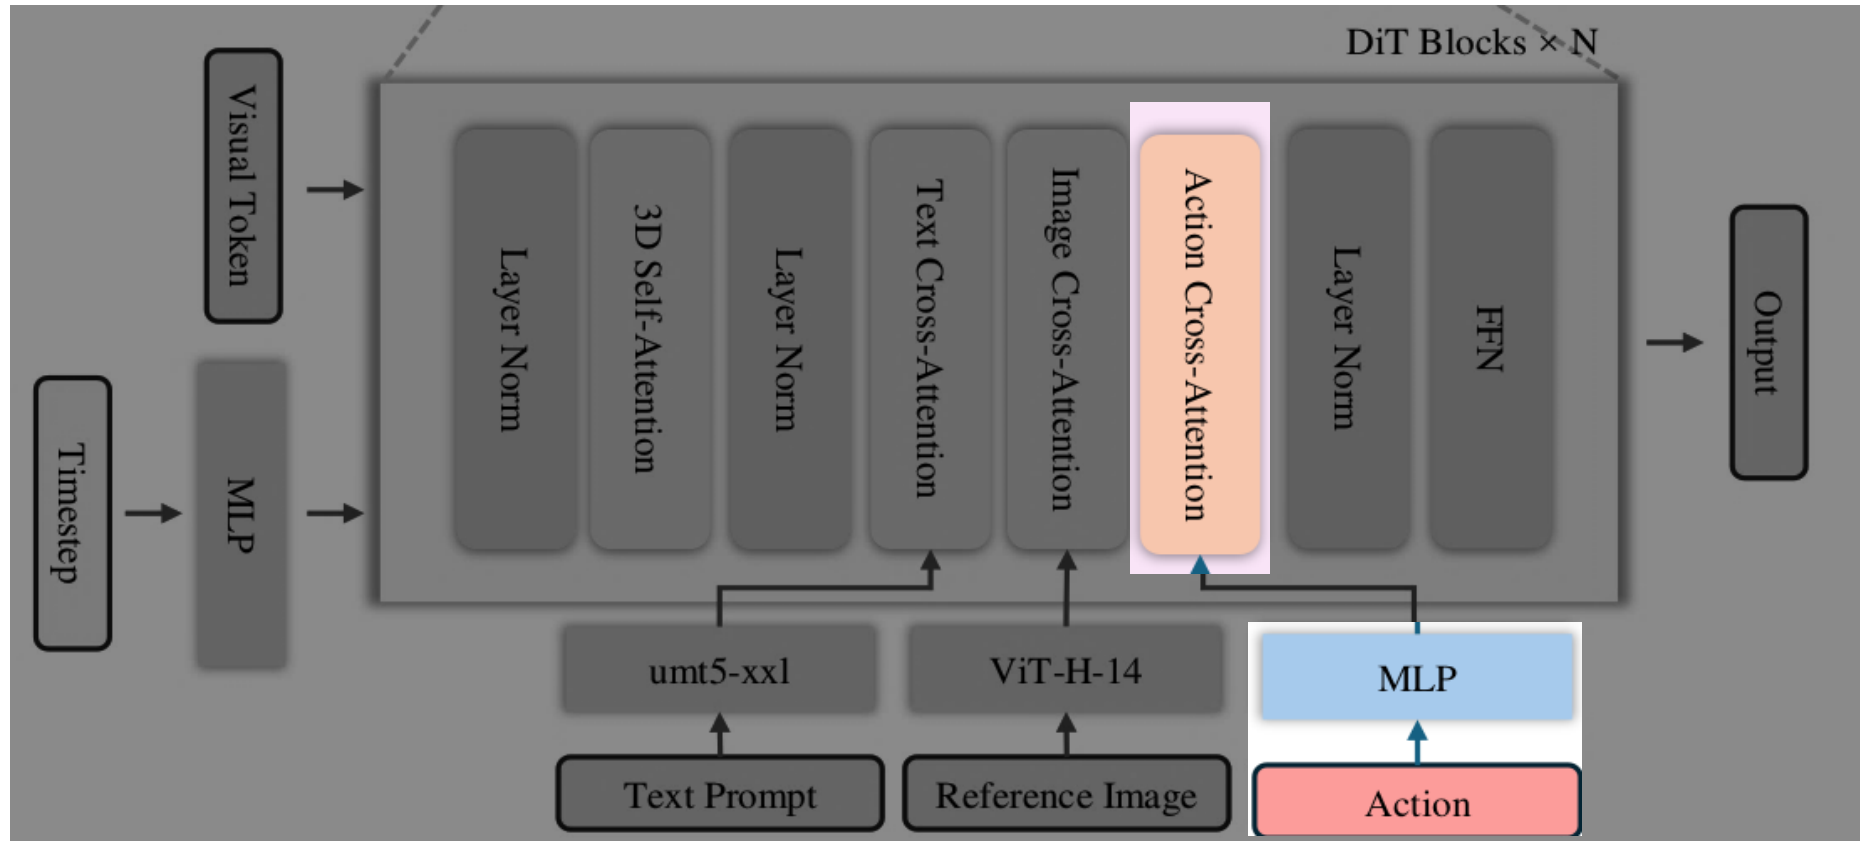 DiT Blocks × N
Visual Token
Timestep
MLP
Layer Norm
3D Self-Attention
Layer Norm
Text Cross-Attention
Image Cross-Attention
Action Cross-Attention
Layer Norm
FFN
Output
umt5-xxl
ViT-H-14
MLP
Text Prompt
Reference Image
Action